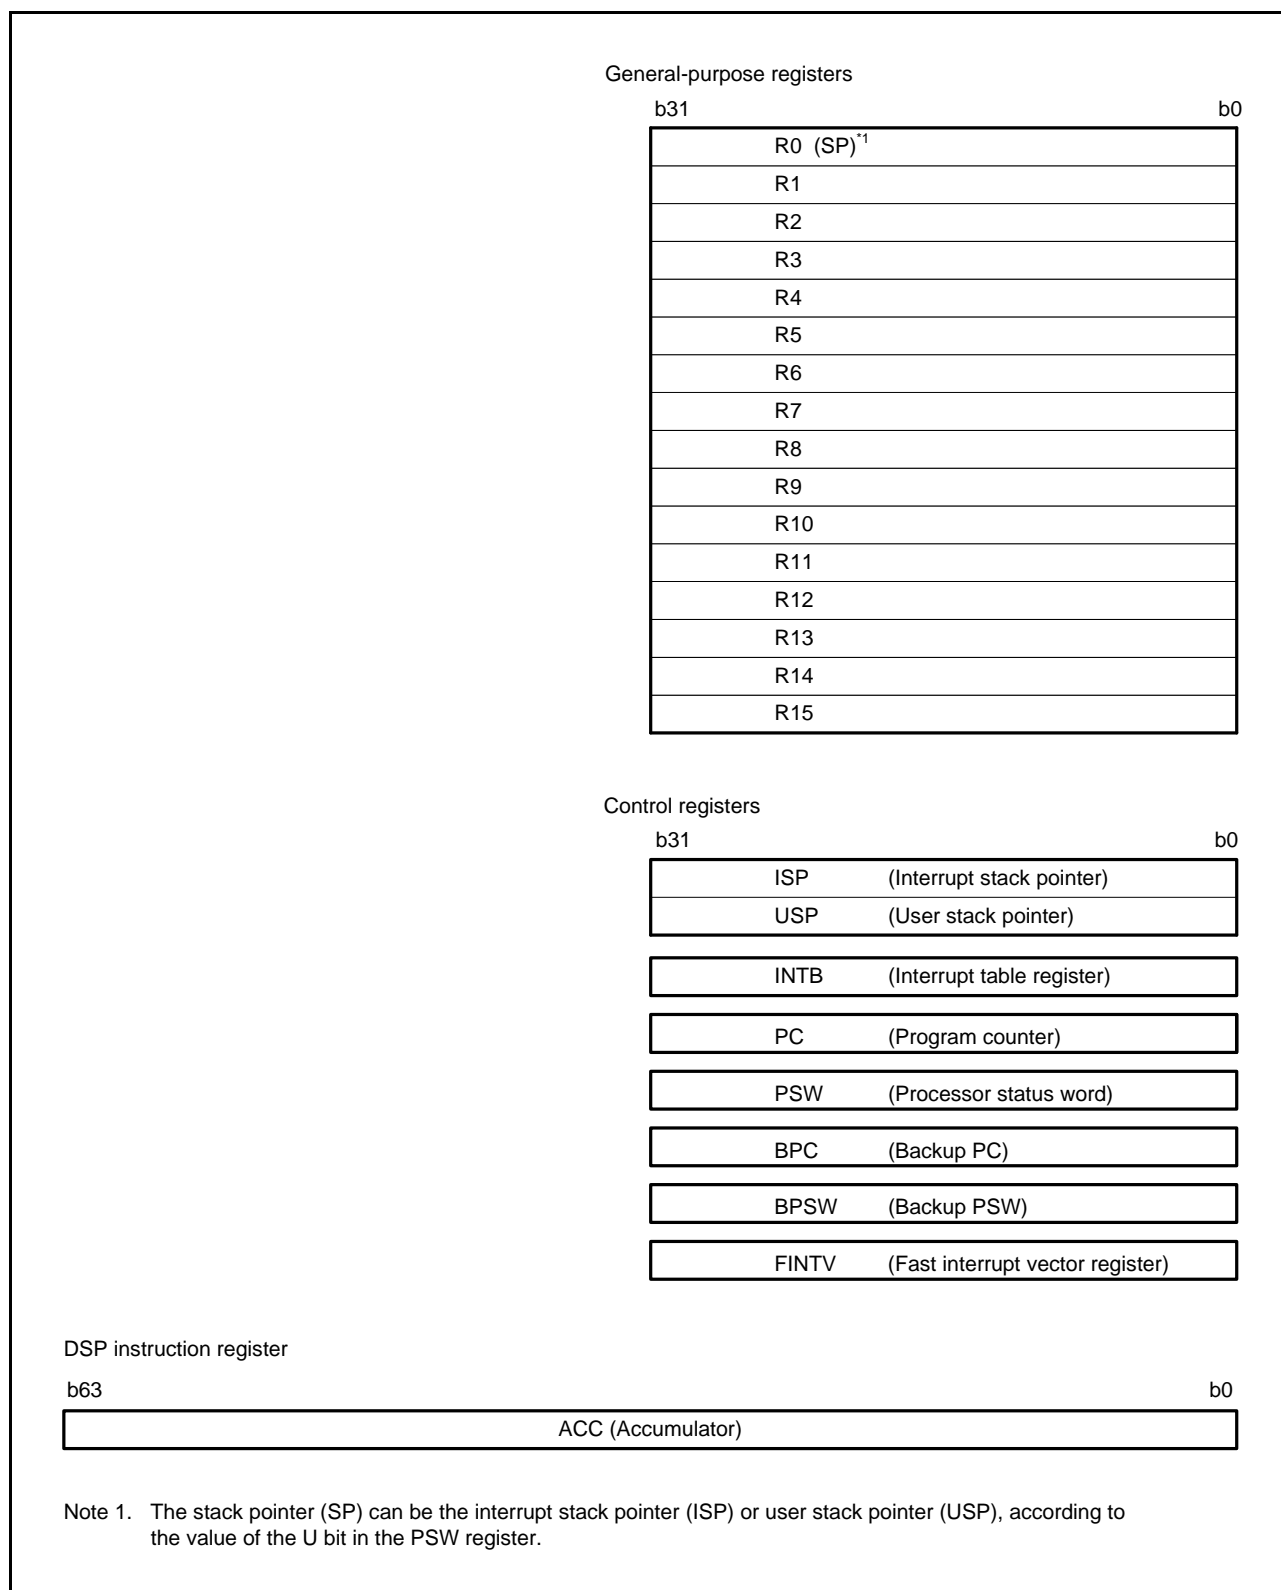 General-purpose registers
b31 b0
R0 (SP)*1
R1
R2
R3
R4
R5
R6
R7
R8
R9
R10
R11
R12
R13
R14
R15
Control registers
b31 b0
ISP (Interrupt stack pointer)
USP (User stack pointer)
INTB (Interrupt table register)
PC (Program counter)
PSW (Processor status word)
BPC (Backup PC)
BPSW (Backup PSW)
FINTV (Fast interrupt vector register)
DSP instruction register
b63 b0
ACC (Accumulator)
Note 1. The stack pointer (SP) can be the interrupt stack pointer (ISP) or user stack pointer (USP), according to
the value of the U bit in the PSW register.